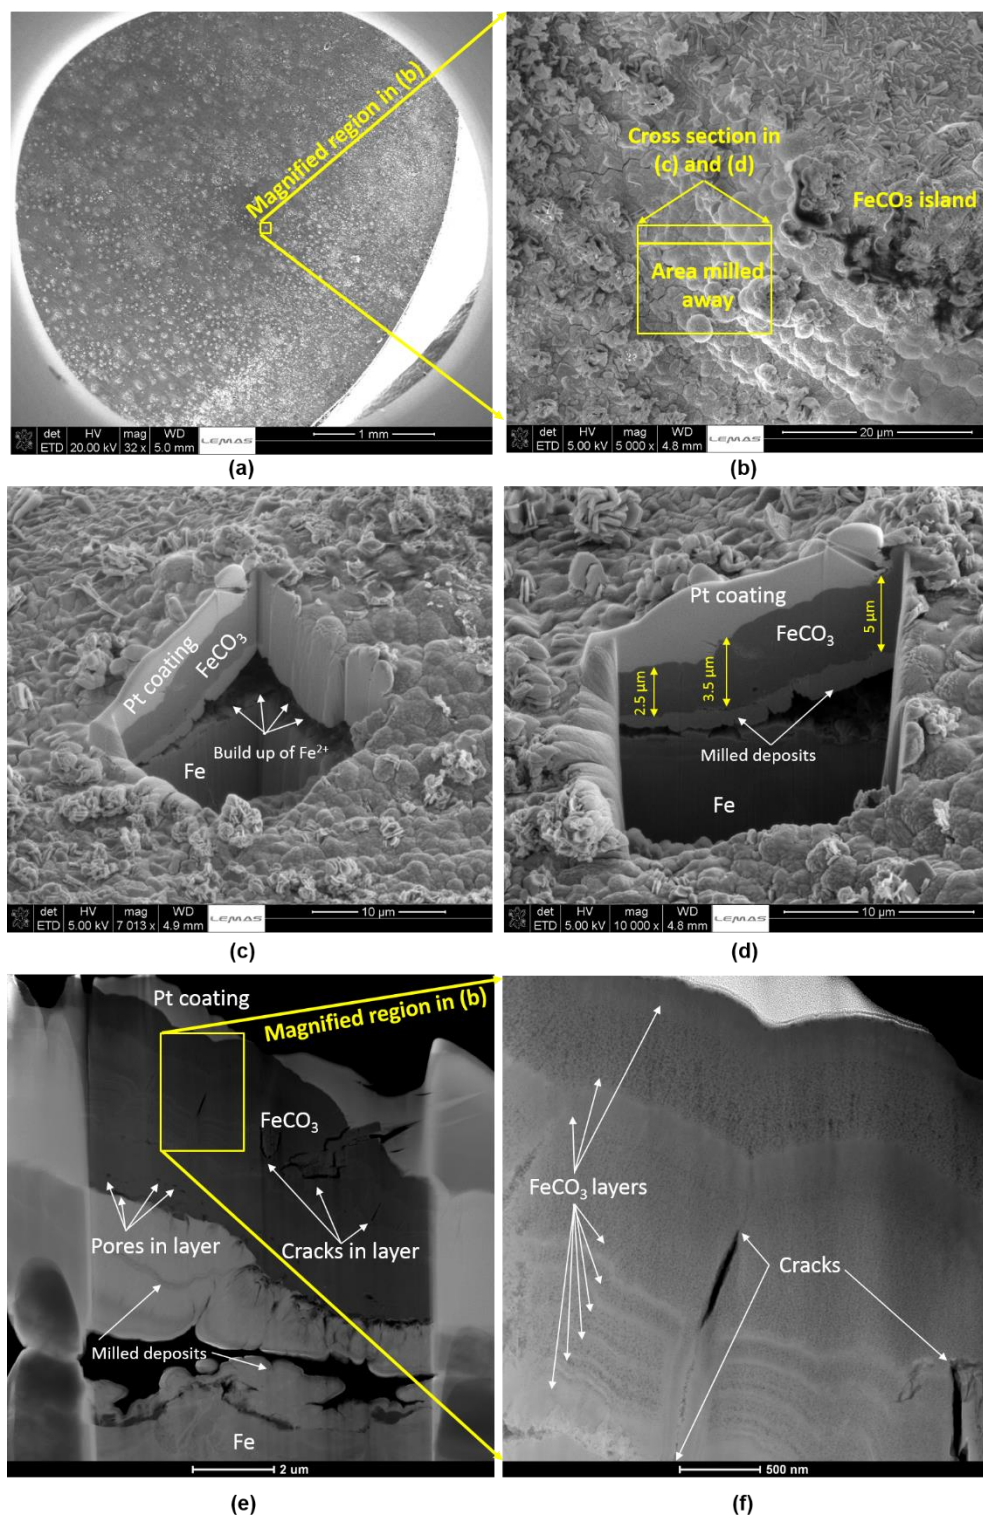 Magnified region in (b)
det HV mag WD
ETD 20.00 kV 32 x 5.0 mm
LEMAS
1 mm
(a)
Cross section in
(c) and (d)
FeCO₃ island
Area milled
away
det HV mag WD
ETD 5.00 kV 5 000 x 4.8 mm
LEMAS
20 µm
(b)
Pt coating
FeCO₃
Build up of Fe²⁺
Fe
det HV mag WD
ETD 5.00 kV 7 013 x 4.9 mm
LEMAS
10 µm
(c)
Pt coating
FeCO₃
5 µm
3.5 µm
2.5 µm
Milled deposits
Fe
det HV mag WD
ETD 5.00 kV 10 000 x 4.8 mm
LEMAS
10 µm
(d)
Pt coating
Magnified region in (b)
FeCO₃
Pores in layer
Cracks in layer
Milled deposits
Fe
2 um
(e)
FeCO₃ layers
Cracks
500 nm
(f)